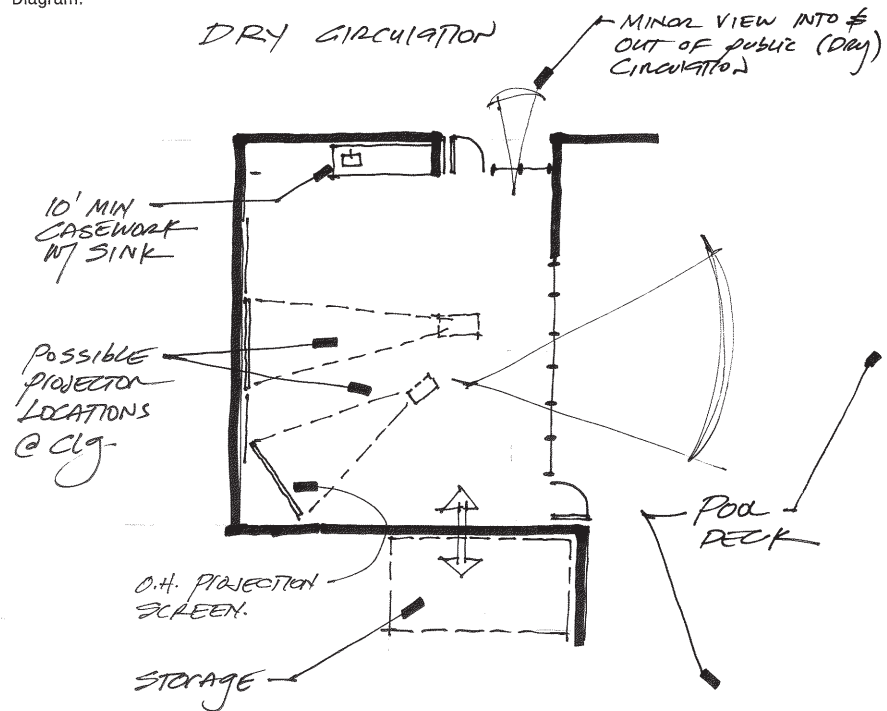 Diagram:
DRY CIRCULATION
MINOR VIEW INTO &
OUT OF PUBLIC (DRY)
CIRCULATION
10' MIN
CASEWORK
W/ SINK
POSSIBLE
PROJECTOR
LOCATIONS
@ Clg.
POOL
DECK
O.H. PROJECTION
SCREEN.
STORAGE